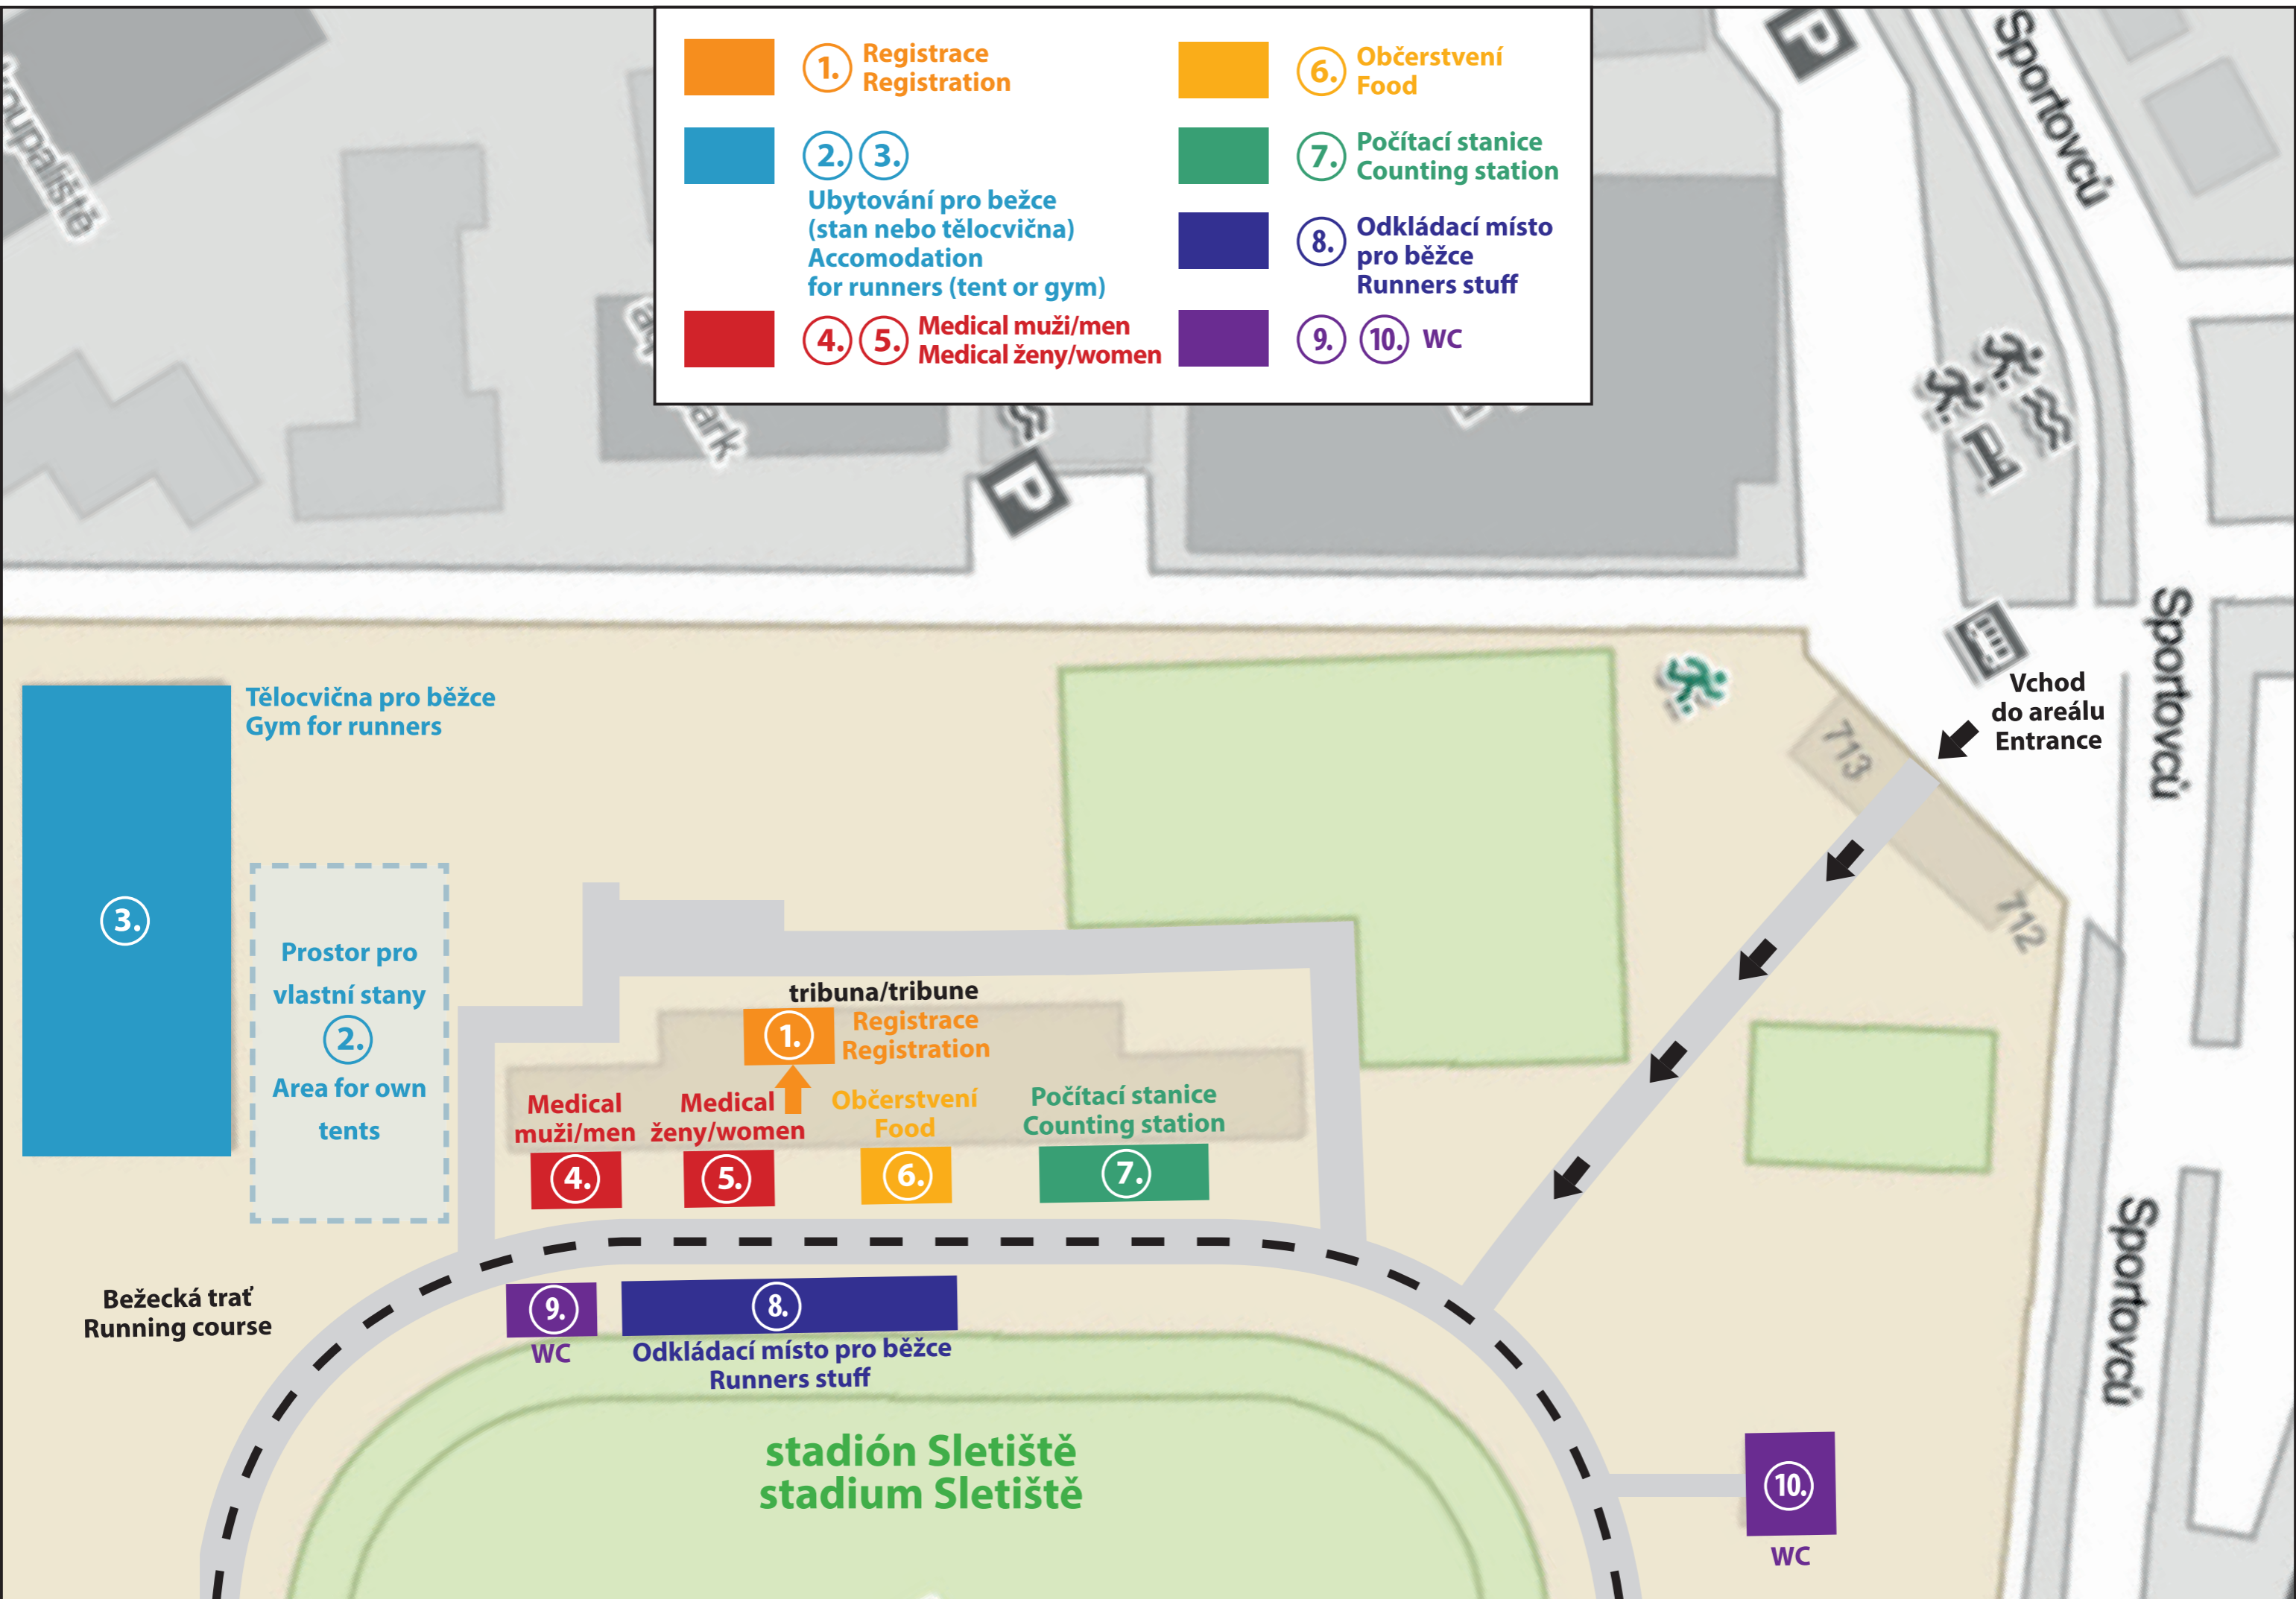 1. Registrace
Registration
2. 3.
Ubytování pro bežce
(stan nebo tělocvična)
Accomodation
for runners (tent or gym)
4. 5. Medical muži/men
Medical ženy/women
6. Občerstvení
Food
7. Počítací stanice
Counting station
8. Odkládací místo
pro běžce
Runners stuff
9. 10. WC
P
Sportovců
P
Sportovců
Vchod
do areálu
Entrance
713
712
Tělocvična pro běžce
Gym for runners
3.
Prostor pro
vlastní stany
2.
Area for own
tents
tribuna/tribune
1. Registrace
Registration
Medical
muži/men
4.
Medical
ženy/women
5.
Občerstvení
Food
6.
Počítací stanice
Counting station
7.
Sportovců
Bežecká trať
Running course
9.
WC
8.
Odkládací místo pro běžce
Runners stuff
stadión Sletiště
stadium Sletiště
10.
WC